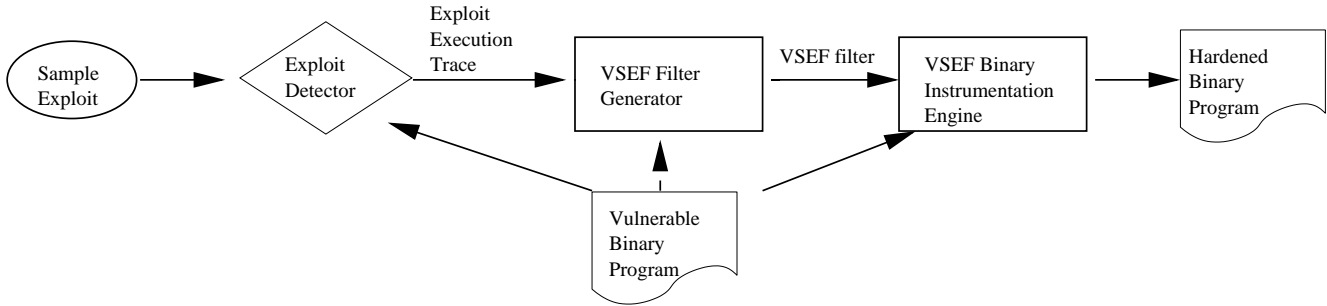 Sample
Exploit
Exploit
Detector
Exploit
Execution
Trace
VSEF Filter
Generator
VSEF filter
VSEF Binary
Instrumentation
Engine
Hardened
Binary
Program
Vulnerable
Binary
Program